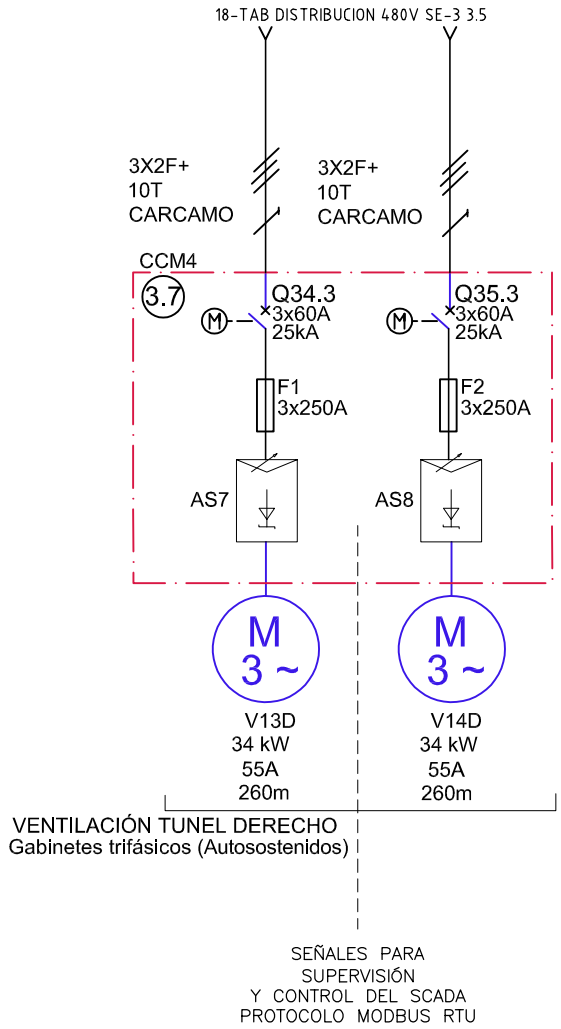 18-TAB DISTRIBUCION 480V SE-3 3.5
3X2F+
10T
CARCAMO
3X2F+
10T
CARCAMO
CCM4
3.7
M
Q34.3
3x60A
25kA
M
Q35.3
3x60A
25kA
F1
3x250A
F2
3x250A
AS7
AS8
M
3 ~
M
3 ~
V13D
34 kW
55A
260m
V14D
34 kW
55A
260m
VENTILACIÓN TUNEL DERECHO
Gabinetes trifásicos (Autosostenidos)
SEÑALES PARA
SUPERVISIÓN
Y CONTROL DEL SCADA
PROTOCOLO MODBUS RTU